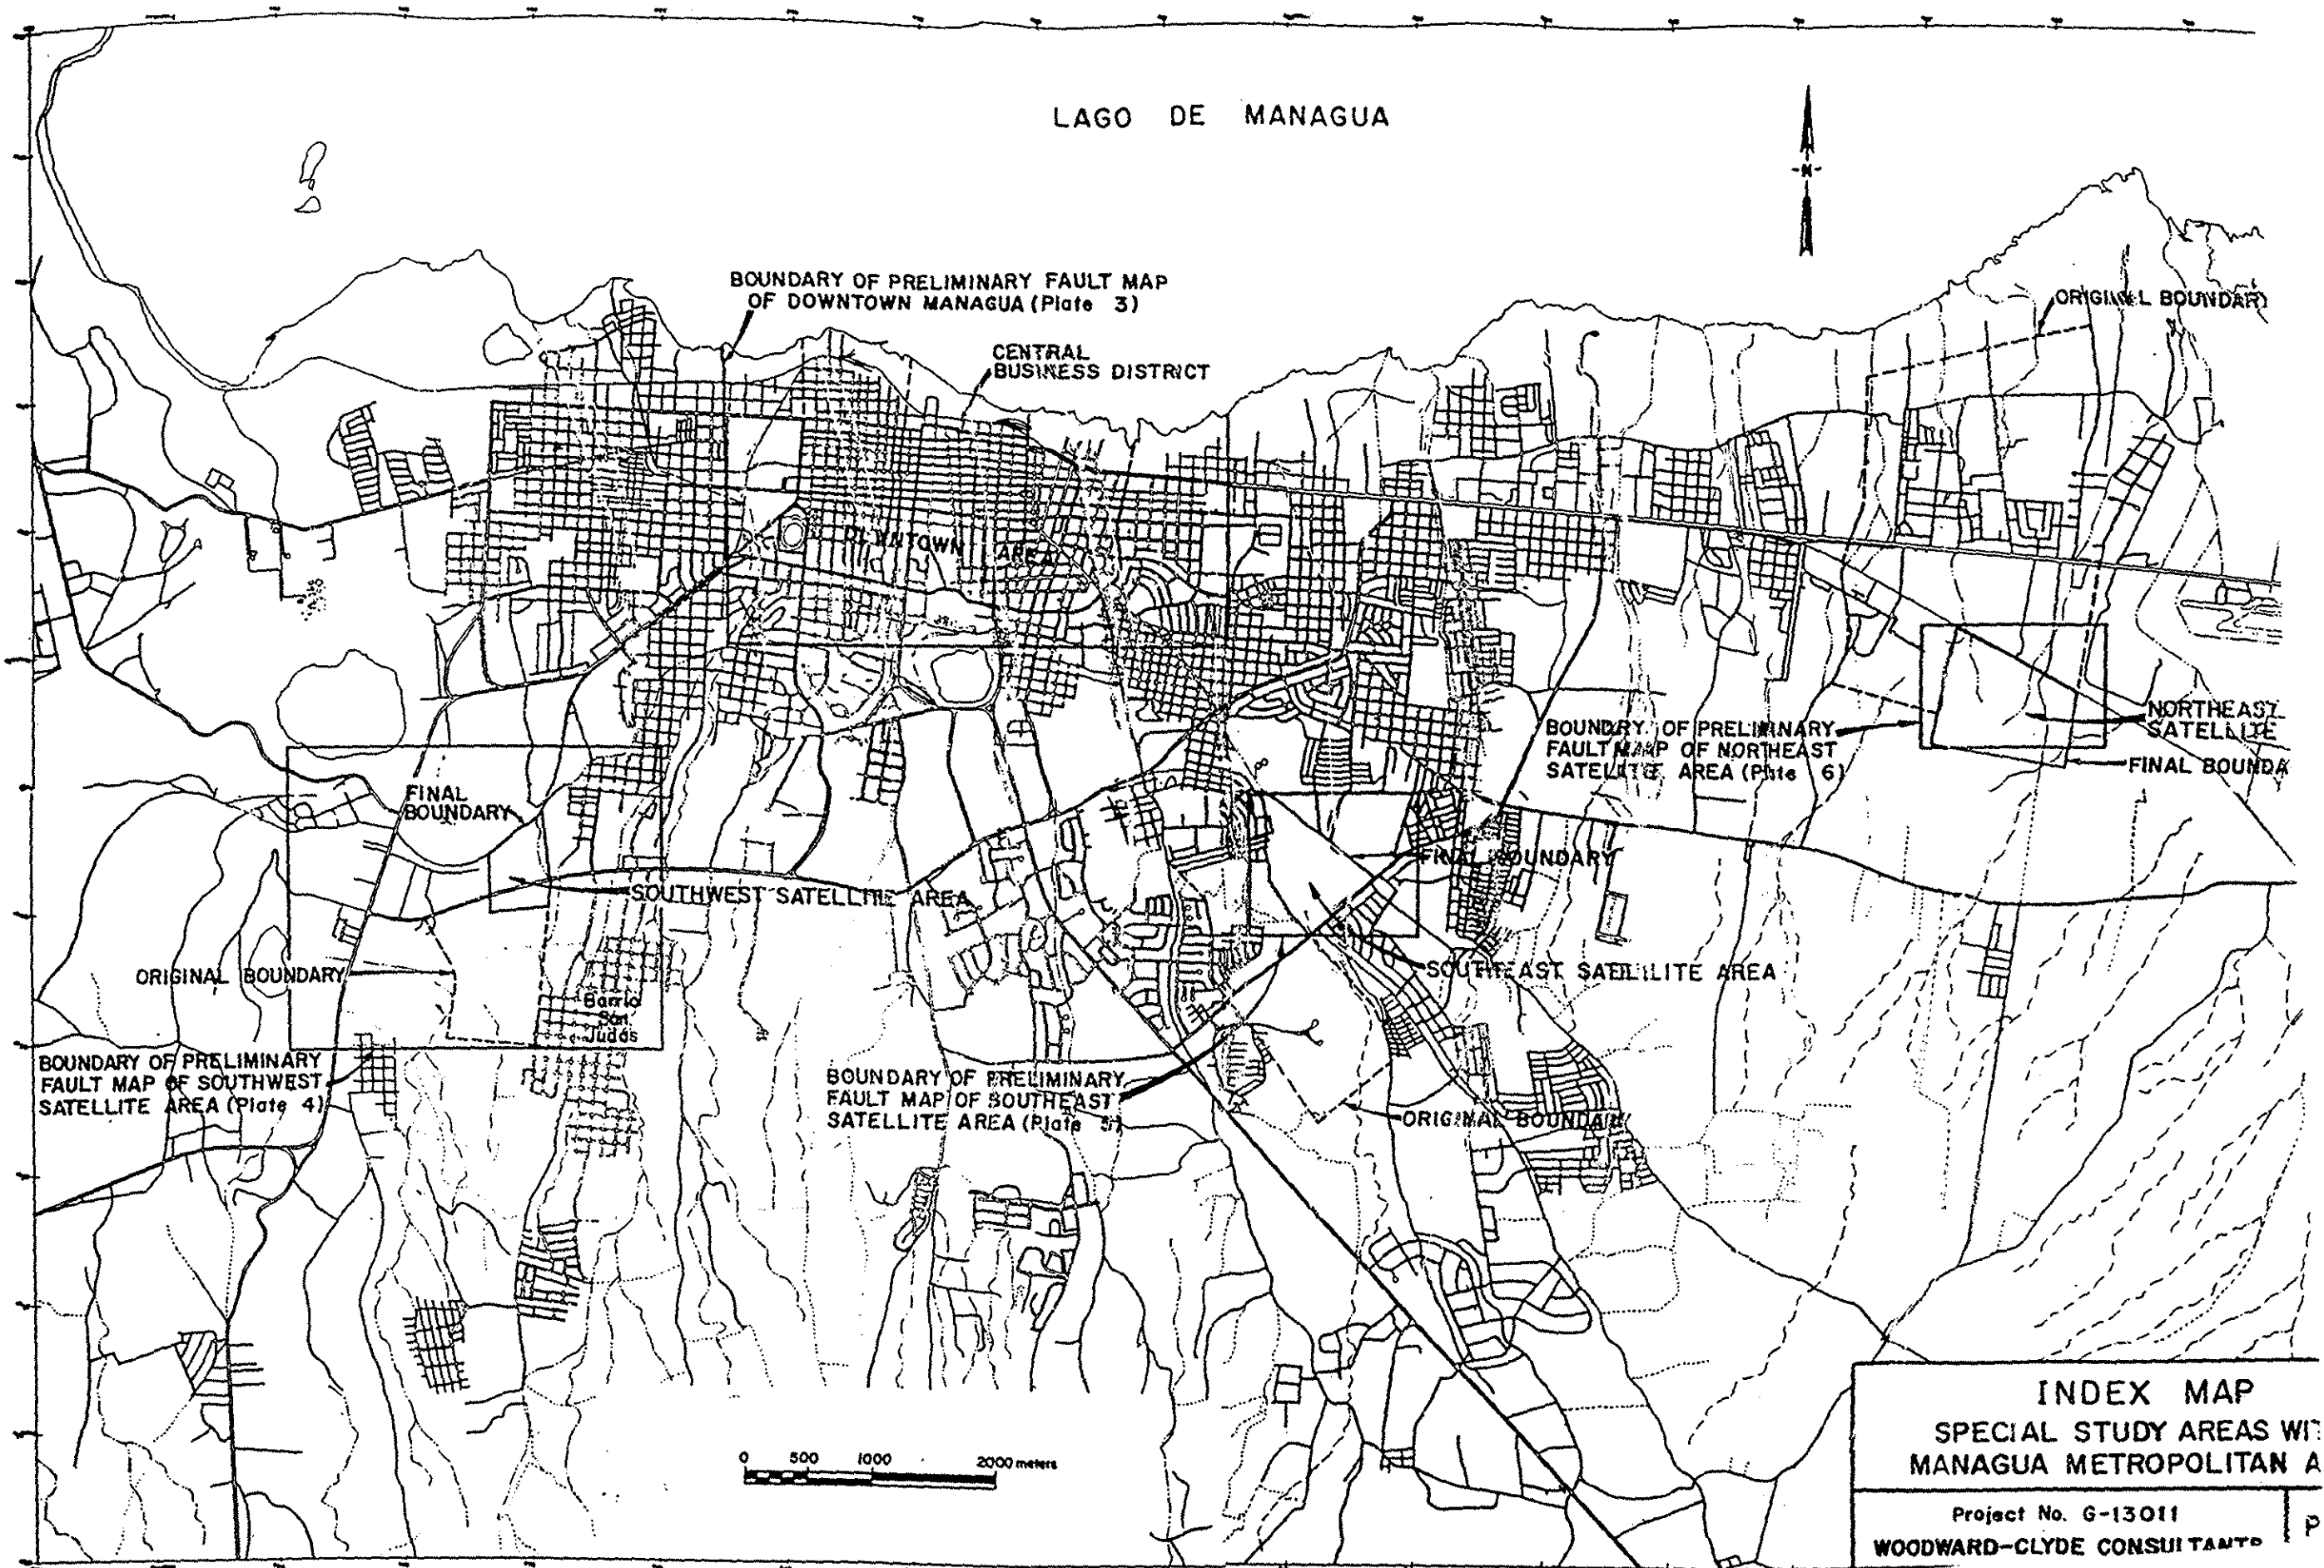 LAGO DE MANAGUA
-N-
BOUNDARY OF PRELIMINARY FAULT MAP
OF DOWNTOWN MANAGUA (Plate 3)
CENTRAL
BUSINESS DISTRICT
ORIGINAL BOUNDARY
DOWNTOWN AREA
BOUNDRY OF PRELIMINARY
FAULT MAP OF NORTHEAST
SATELLITE AREA (Plate 6)
NORTHEAST
SATELLITE
FINAL BOUNDA
FINAL
BOUNDARY
FINAL BOUNDARY
SOUTHWEST SATELLITE AREA
SOUTHEAST SATELLITE AREA
ORIGINAL BOUNDARY
Barrio
San
Judas
BOUNDARY OF PRELIMINARY
FAULT MAP OF SOUTHWEST
SATELLITE AREA (Plate 4)
BOUNDARY OF PRELIMINARY
FAULT MAP OF SOUTHEAST
SATELLITE AREA (Plate 5)
ORIGINAL BOUNDARY
0 500 1000 2000 meters
INDEX MAP
SPECIAL STUDY AREAS WIT
MANAGUA METROPOLITAN A
Project No. G-13011
WOODWARD-CLYDE CONSULTANTS
P